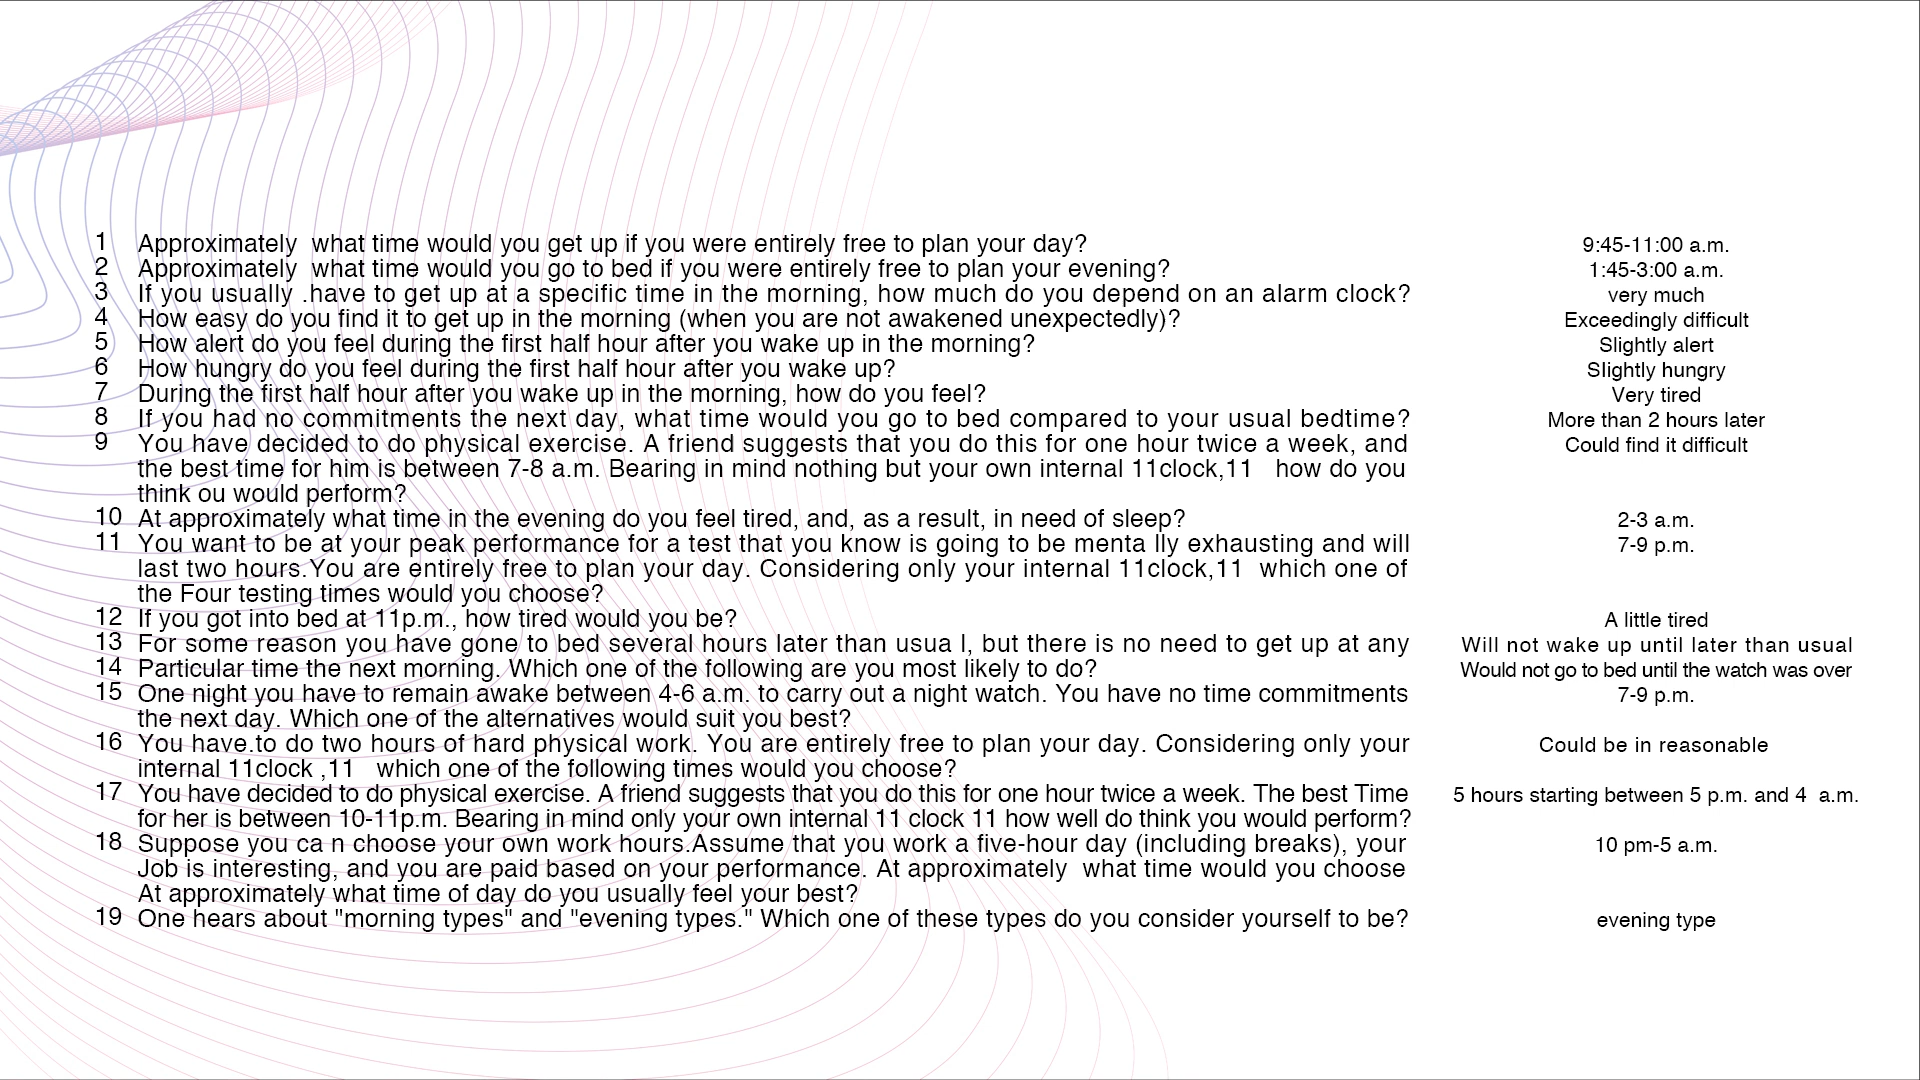 1 Approximately what time would you get up if you were entirely free to plan your day? 9:45-11:00 a.m.
2 Approximately what time would you go to bed if you were entirely free to plan your evening? 1:45-3:00 a.m.
3 If you usually .have to get up at a specific time in the morning, how much do you depend on an alarm clock? very much
4 How easy do you find it to get up in the morning (when you are not awakened unexpectedly)? Exceedingly difficult
5 How alert do you feel during the first half hour after you wake up in the morning? Slightly alert
6 How hungry do you feel during the first half hour after you wake up? Slightly hungry
7 During the first half hour after you wake up in the morning, how do you feel? Very tired
8 If you had no commitments the next day, what time would you go to bed compared to your usual bedtime? More than 2 hours later
9 You have decided to do physical exercise. A friend suggests that you do this for one hour twice a week, and Could find it difficult
the best time for him is between 7-8 a.m. Bearing in mind nothing but your own internal 11clock,11 how do you
think ou would perform?
10 At approximately what time in the evening do you feel tired, and, as a result, in need of sleep? 2-3 a.m.
11 You want to be at your peak performance for a test that you know is going to be menta lly exhausting and will 7-9 p.m.
last two hours.You are entirely free to plan your day. Considering only your internal 11clock,11 which one of
the Four testing times would you choose?
12 If you got into bed at 11p.m., how tired would you be? A little tired
13 For some reason you have gone to bed several hours later than usua l, but there is no need to get up at any Will not wake up until later than usual
14 Particular time the next morning. Which one of the following are you most likely to do? Would not go to bed until the watch was over
15 One night you have to remain awake between 4-6 a.m. to carry out a night watch. You have no time commitments 7-9 p.m.
the next day. Which one of the alternatives would suit you best?
16 You have.to do two hours of hard physical work. You are entirely free to plan your day. Considering only your Could be in reasonable
internal 11clock ,11 which one of the following times would you choose?
17 You have decided to do physical exercise. A friend suggests that you do this for one hour twice a week. The best Time 5 hours starting between 5 p.m. and 4 a.m.
for her is between 10-11p.m. Bearing in mind only your own internal 11 clock 11 how well do think you would perform?
18 Suppose you ca n choose your own work hours.Assume that you work a five-hour day (including breaks), your 10 pm-5 a.m.
Job is interesting, and you are paid based on your performance. At approximately what time would you choose
At approximately what time of day do you usually feel your best?
19 One hears about "morning types" and "evening types." Which one of these types do you consider yourself to be? evening type